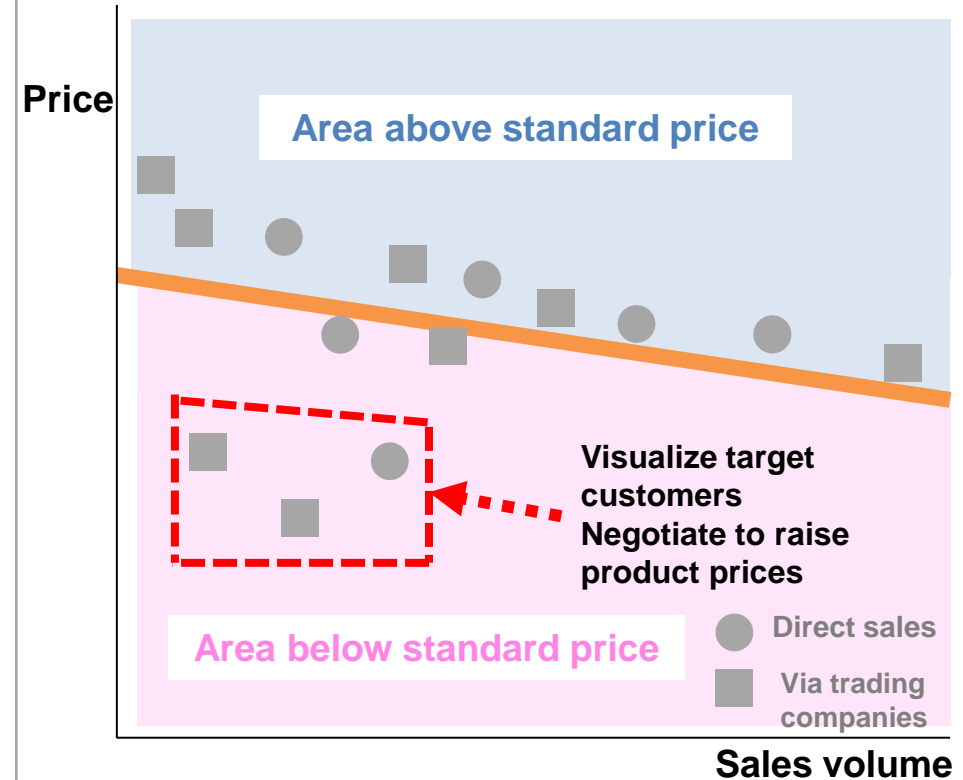 Price
Area above standard price
Visualize target
customers
Negotiate to raise
product prices
Area below standard price
Direct sales
Via trading
companies
Sales volume